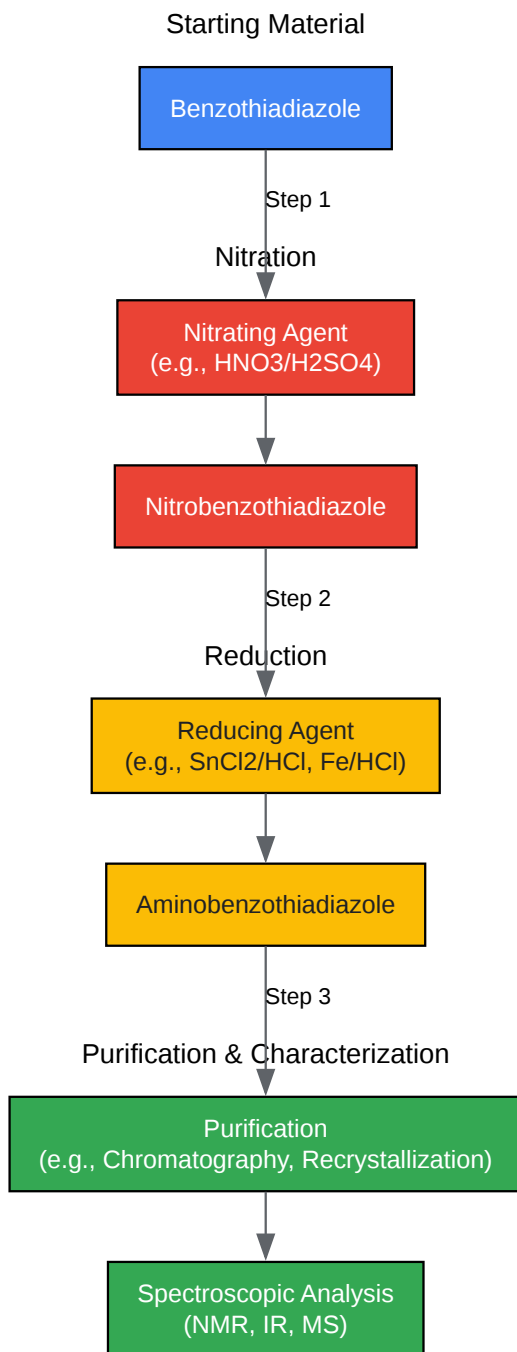 Starting Material
Benzothiadiazole
Step 1
Nitration
Nitrating Agent
(e.g., HNO3/H2SO4)
Nitrobenzothiadiazole
Step 2
Reduction
Reducing Agent
(e.g., SnCl2/HCl, Fe/HCl)
Aminobenzothiadiazole
Step 3
Purification & Characterization
Purification
(e.g., Chromatography, Recrystallization)
Spectroscopic Analysis
(NMR, IR, MS)